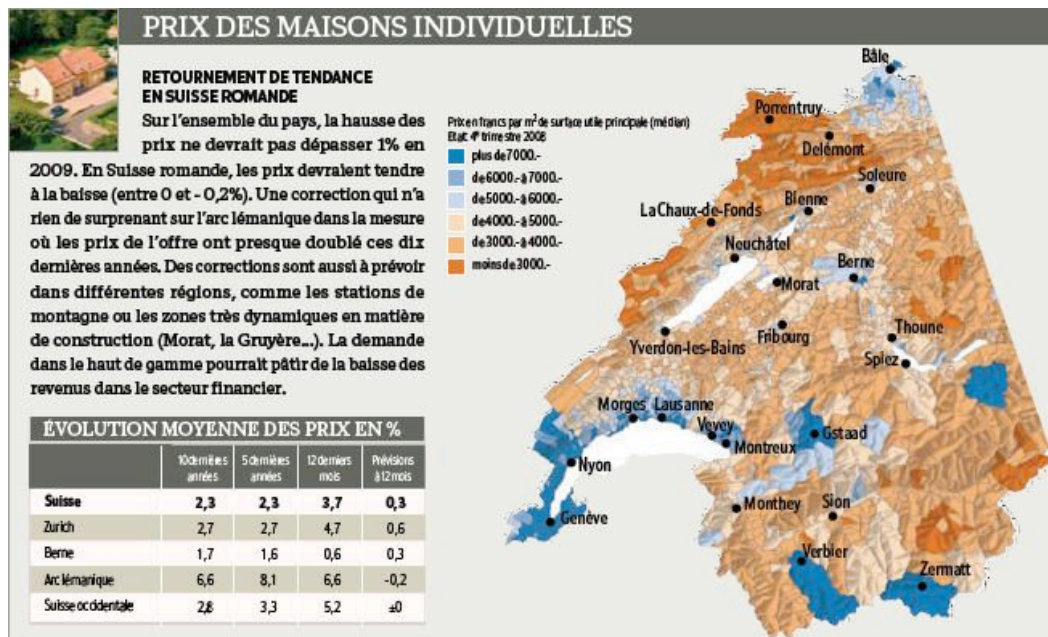 PRIX DES MAISONS INDIVIDUELLES
RETOURNEMENT DE TENDANCE
EN SUISSE ROMANDE
Sur l'ensemble du pays, la hausse des
prix ne devrait pas dépasser 1% en
2009. En Suisse romande, les prix devraient tendre
à la baisse (entre 0 et - 0,2%). Une correction qui n'a
rien de surprenant sur l'arc lémanique dans la mesure
où les prix de l'offre ont presque doublé ces dix
dernières années. Des corrections sont aussi à prévoir
dans différentes régions, comme les stations de
montagne ou les zones très dynamiques en matière
de construction (Morat, la Gruyère...). La demande
dans le haut de gamme pourrait pâtir de la baisse des
revenus dans le secteur financier.
ÉVOLUTION MOYENNE DES PRIX EN %
10 dernières années 5 dernières années 12 derniers mois Prévisions à 12 mois
Suisse 2,3 2,3 3,7 0,3
Zurich 2,7 2,7 4,7 0,6
Berne 1,7 1,6 0,6 0,3
Arc lémanique 6,6 8,1 6,6 -0,2
Suisse occidentale 2,8 3,3 5,2 ±0
Prix en francs par m² de surface utile principale (médian)
Etat: 4e trimestre 2008
plus de 7000.-
de 6000.- à 7000.-
de 5000.- à 6000.-
de 4000.- à 5000.-
de 3000.- à 4000.-
moins de 3000.-
Bâle
Porrentruy
Delémont
Soleure
Bienne
La Chaux-de-Fonds
Neuchâtel
Berne
Morat
Thoune
Fribourg
Yverdon-les-Bains
Spiez
Morges
Lausanne
Vevey
Gstaad
Montreux
Nyon
Monthey
Sion
Genève
Verbier
Zermatt